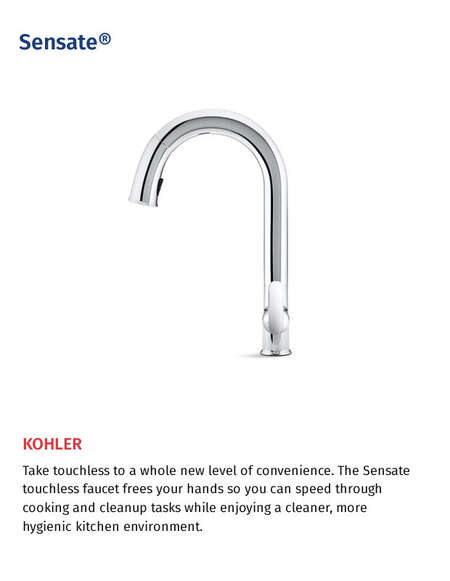 Sensate®
KOHLER
Take touchless to a whole new level of convenience. The Sensate
touchless faucet frees your hands so you can speed through
cooking and cleanup tasks while enjoying a cleaner, more
hygienic kitchen environment.